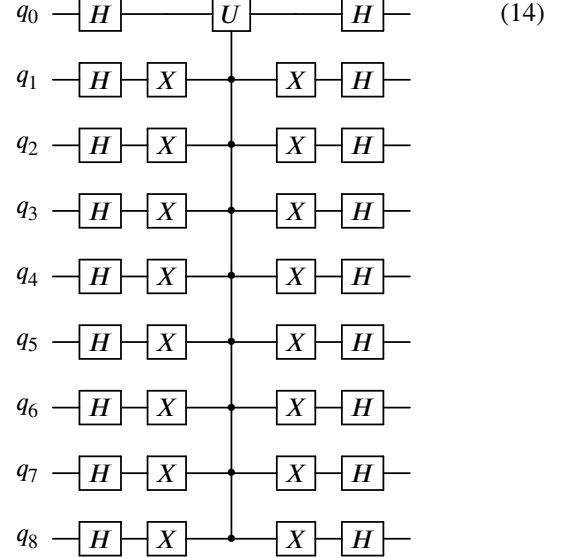 q0 H U H (14)
q1 H X X H
q2 H X X H
q3 H X X H
q4 H X X H
q5 H X X H
q6 H X X H
q7 H X X H
q8 H X X H